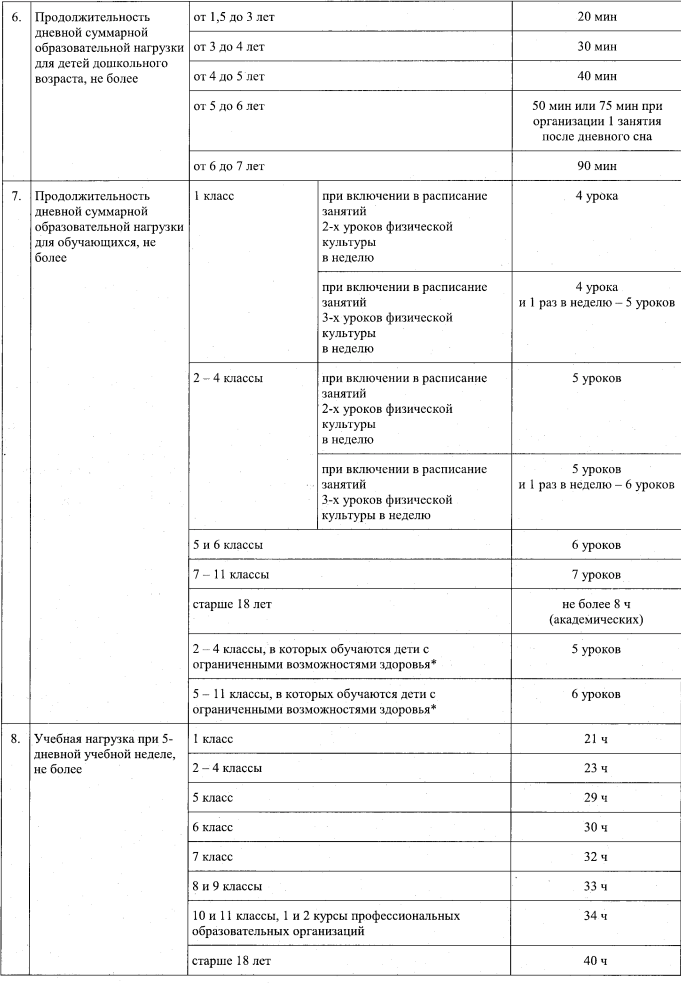 6.
Продолжительность
дневной суммарной
образовательной нагрузки
для детей дошкольного
возраста, не более
от 1,5 до 3 лет
20 мин
от 3 до 4 лет
30 мин
от 4 до 5 лет
40 мин
от 5 до 6 лет
50 мин или 75 мин при
организации 1 занятия
после дневного сна
от 6 до 7 лет
90 мин
7.
Продолжительность
дневной суммарной
образовательной нагрузки
для обучающихся, не
более
1 класс
при включении в расписание
занятий
2-х уроков физической
культуры
в неделю
4 урока
при включении в расписание
занятий
3-х уроков физической
культуры
в неделю
4 урока
и 1 раз в неделю – 5 уроков
2 – 4 классы
при включении в расписание
занятий
2-х уроков физической
культуры
в неделю
5 уроков
при включении в расписание
занятий
3-х уроков физической
культуры в неделю
5 уроков
и 1 раз в неделю – 6 уроков
5 и 6 классы
6 уроков
7 – 11 классы
7 уроков
старше 18 лет
не более 8 ч
(академических)
2 – 4 классы, в которых обучаются дети с
ограниченными возможностями здоровья*
5 уроков
5 – 11 классы, в которых обучаются дети с
ограниченными возможностями здоровья*
6 уроков
8.
Учебная нагрузка при 5-
дневной учебной неделе,
не более
1 класс
21 ч
2 – 4 классы
23 ч
5 класс
29 ч
6 класс
30 ч
7 класс
32 ч
8 и 9 классы
33 ч
10 и 11 классы, 1 и 2 курсы профессиональных
образовательных организаций
34 ч
старше 18 лет
40 ч